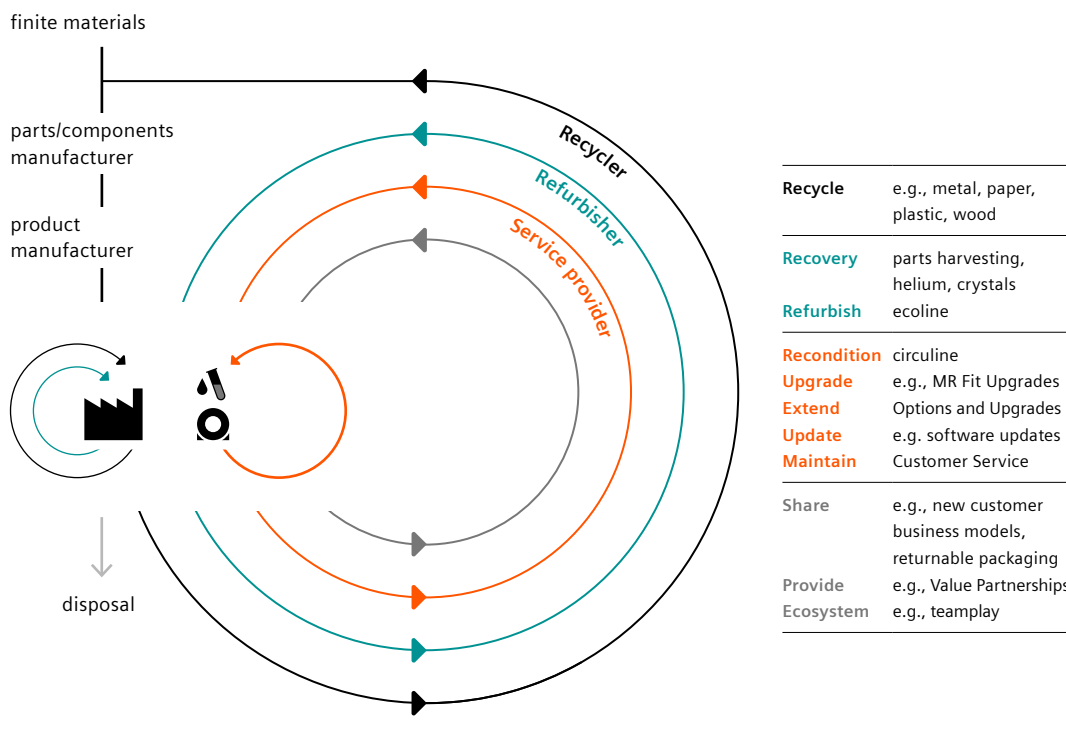 finite materials
parts/components
manufacturer
product
manufacturer
disposal
Recycler
Refurbisher
Service provider
Recycle e.g., metal, paper,
plastic, wood
Recovery parts harvesting,
helium, crystals
Refurbish ecoline
Recondition circuline
Upgrade e.g., MR Fit Upgrades
Extend Options and Upgrades
Update e.g. software updates
Maintain Customer Service
Share e.g., new customer
business models,
returnable packaging
Provide e.g., Value Partnerships
Ecosystem e.g., teamplay